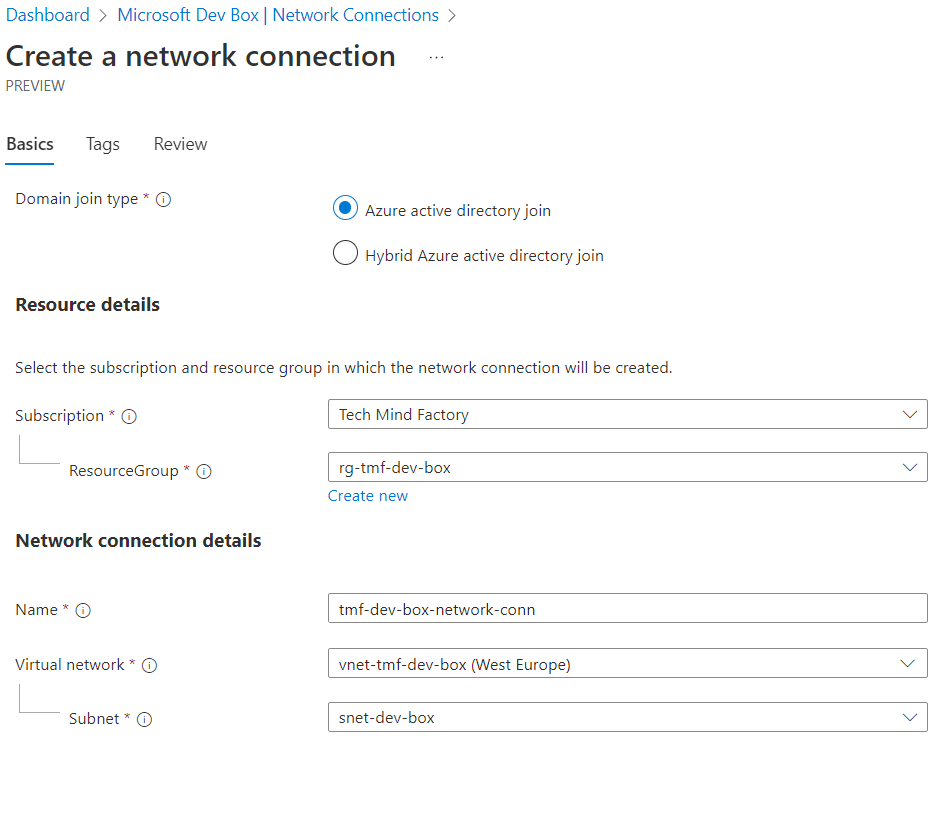 Dashboard > Microsoft Dev Box | Network Connections >
Create a network connection ...
PREVIEW
Basics Tags Review
Domain join type *
Azure active directory join
Hybrid Azure active directory join
Resource details
Select the subscription and resource group in which the network connection will be created.
Subscription * Tech Mind Factory
ResourceGroup * rg-tmf-dev-box
Create new
Network connection details
Name * tmf-dev-box-network-conn
Virtual network * vnet-tmf-dev-box (West Europe)
Subnet * snet-dev-box